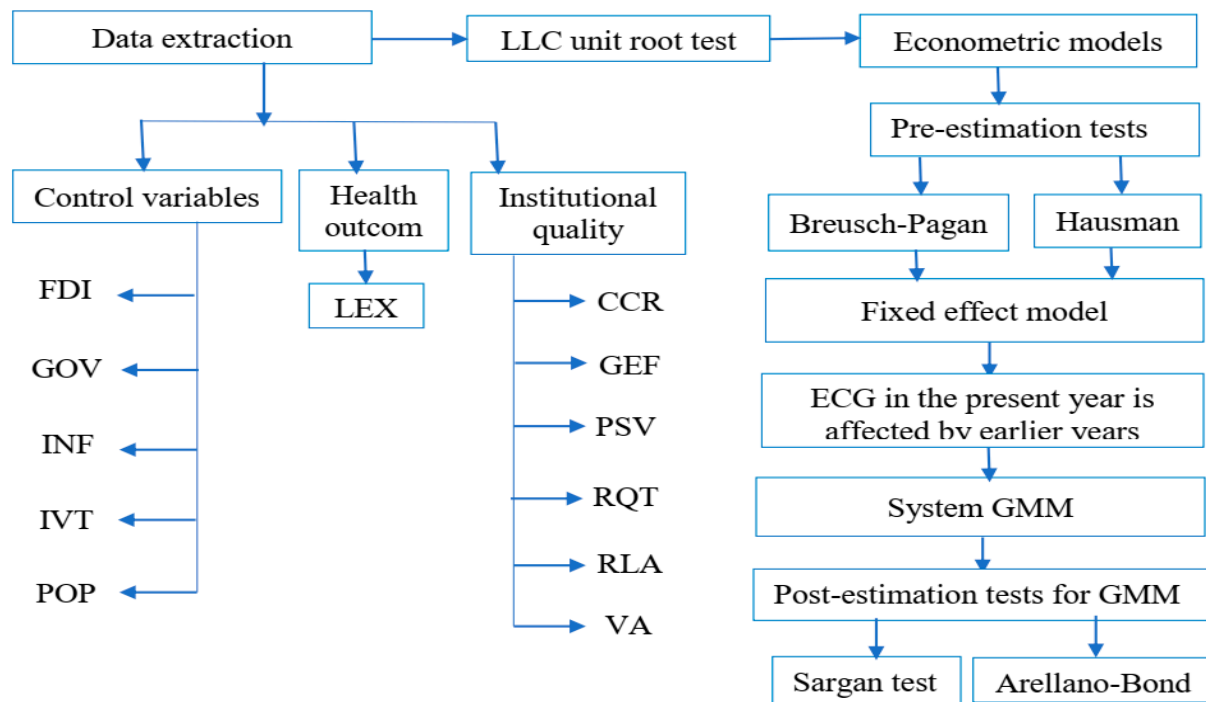 Data extraction
LLC unit root test
Econometric models
Pre-estimation tests
Control variables
Health
outcom
Institutional
quality
Breusch-Pagan
Hausman
FDI
GOV
INF
IVT
POP
LEX
CCR
GEF
PSV
RQT
RLA
VA
Fixed effect model
ECG in the present year is
affected by earlier years
System GMM
Post-estimation tests for GMM
Sargan test
Arellano-Bond